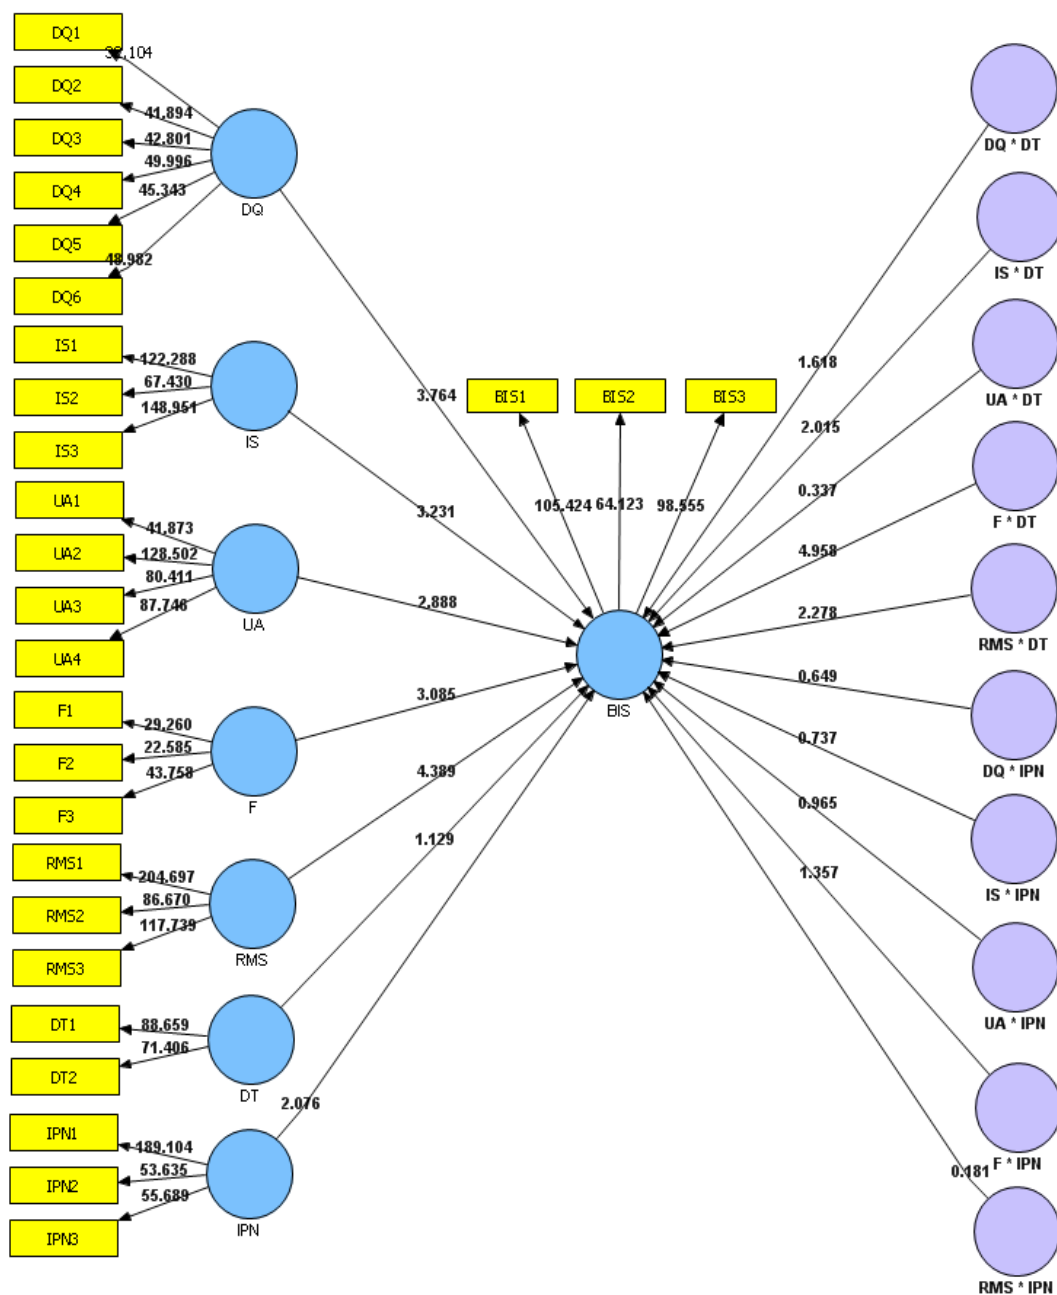 DQ1
DQ2
41.894
DQ3
42.801
DQ4
49.996
DQ5
45.343
DQ6
48.982
DQ
IS1
122.288
IS2
67.430
IS3
148.951
IS
UA1
41.873
UA2
128.502
UA3
80.411
UA4
87.746
UA
F1
29.260
F2
22.585
F3
43.758
F
RMS1
204.697
RMS2
86.670
RMS3
117.739
RMS
DT1
88.659
DT2
71.406
DT
IPN1
189.104
IPN2
53.635
IPN3
55.689
IPN
3.764
3.231
2.888
3.085
4.389
1.129
2.076
BIS1
BIS2
BIS3
105.424
64.123
98.555
BIS
1.618
2.015
0.337
4.958
2.278
0.649
0.737
0.965
1.357
0.181
DQ * DT
IS * DT
UA * DT
F * DT
RMS * DT
DQ * IPN
IS * IPN
UA * IPN
F * IPN
RMS * IPN